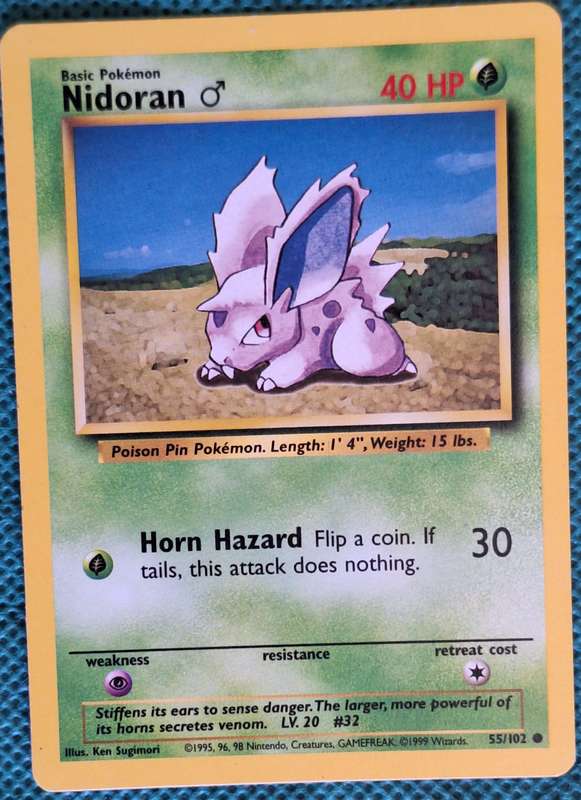 Basic Pokémon
Nidoran ♂ 40 HP
Poison Pin Pokémon. Length: 1' 4", Weight: 15 lbs.
Horn Hazard Flip a coin. If
tails, this attack does nothing.
30
weakness resistance retreat cost
Stiffens its ears to sense danger. The larger, more powerful of
its horns secretes venom. LV. 20 #32
Illus. Ken Sugimori ©1995, 96, 98 Nintendo, Creatures, GAMEFREAK. ©1999 Wizards. 55/102 ●